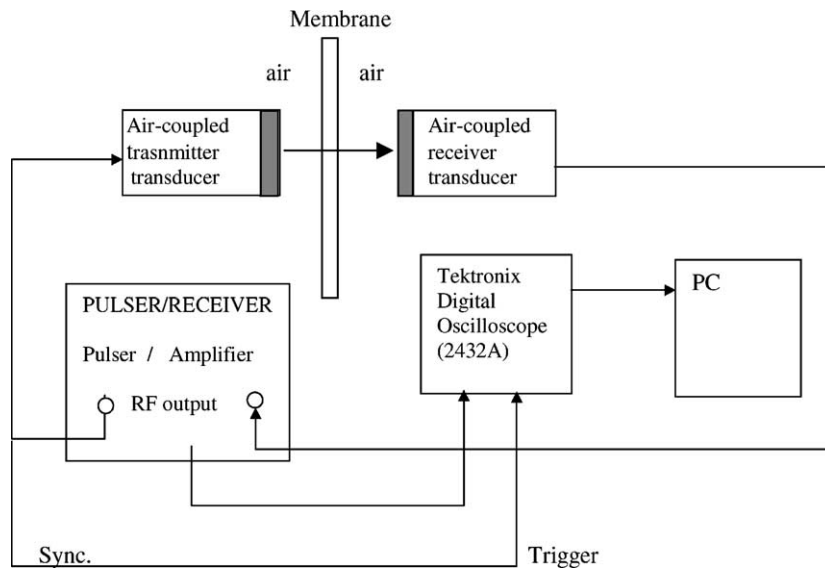 Membrane
air air
Air-coupled
trasnmitter
transducer
Air-coupled
receiver
transducer
PULSER/RECEIVER
Pulser / Amplifier
RF output
Tektronix
Digital
Oscilloscope
(2432A)
PC
Sync.
Trigger